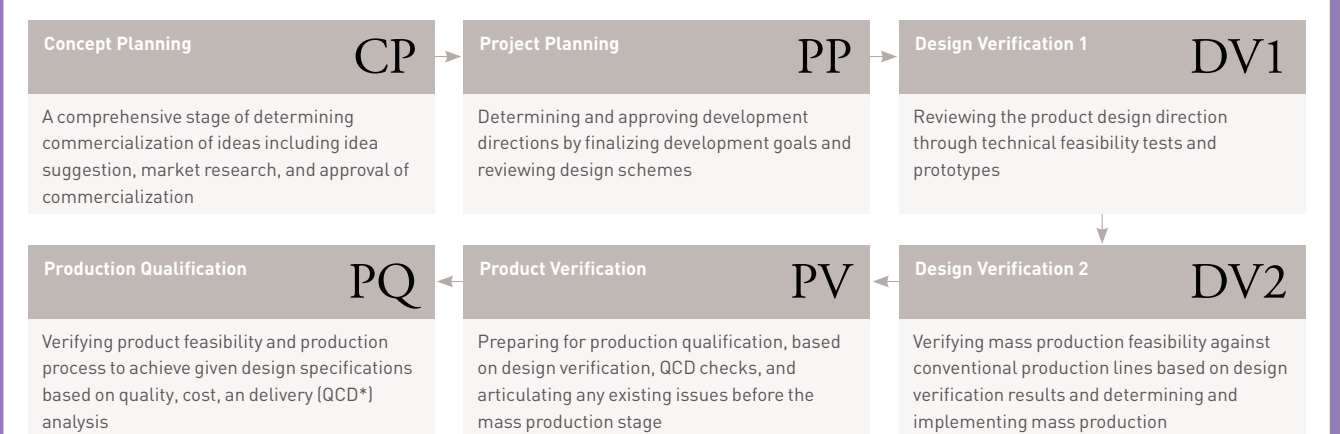 Concept Planning
CP
A comprehensive stage of determining
commercialization of ideas including idea
suggestion, market research, and approval of
commercialization
Project Planning
PP
Determining and approving development
directions by finalizing development goals and
reviewing design schemes
Design Verification 1
DV1
Reviewing the product design direction
through technical feasibility tests and
prototypes
Design Verification 2
DV2
Verifying mass production feasibility against
conventional production lines based on design
verification results and determining and
implementing mass production
Product Verification
PV
Preparing for production qualification, based
on design verification, QCD checks, and
articulating any existing issues before the
mass production stage
Production Qualification
PQ
Verifying product feasibility and production
process to achieve given design specifications
based on quality, cost, an delivery (QCD*)
analysis